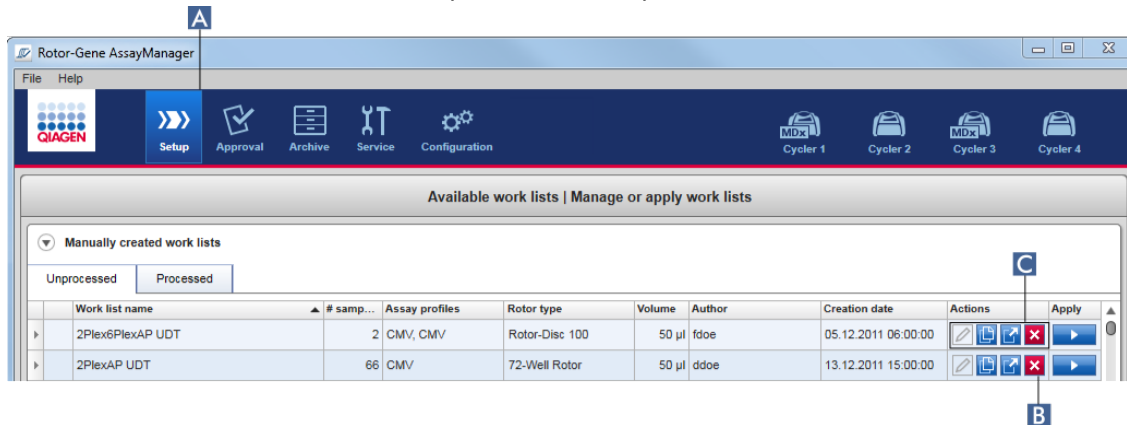 A
Rotor-Gene AssayManager
File Help
QIAGEN
Setup Approval Archive Service Configuration
MDx Cycler 1 Cycler 2 MDx Cycler 3 Cycler 4
Available work lists | Manage or apply work lists
Manually created work lists
C
Unprocessed Processed
Work list name # samp... Assay profiles Rotor type Volume Author Creation date Actions Apply
2Plex6PlexAP UDT 2 CMV, CMV Rotor-Disc 100 50 µl fdoe 05.12.2011 06:00:00
2PlexAP UDT 66 CMV 72-Well Rotor 50 µl ddoe 13.12.2011 15:00:00
B